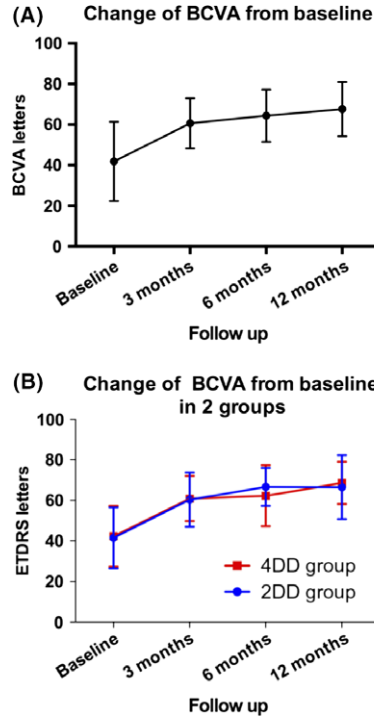 (A) Change of BCVA from baseline
100
80
60
40
20
0
BCVA letters
Baseline
3 months
6 months
12 months
Follow up
(B) Change of BCVA from baseline
in 2 groups
100
80
60
40
20
0
ETDRS letters
4DD group
2DD group
Baseline
3 months
6 months
12 months
Follow up